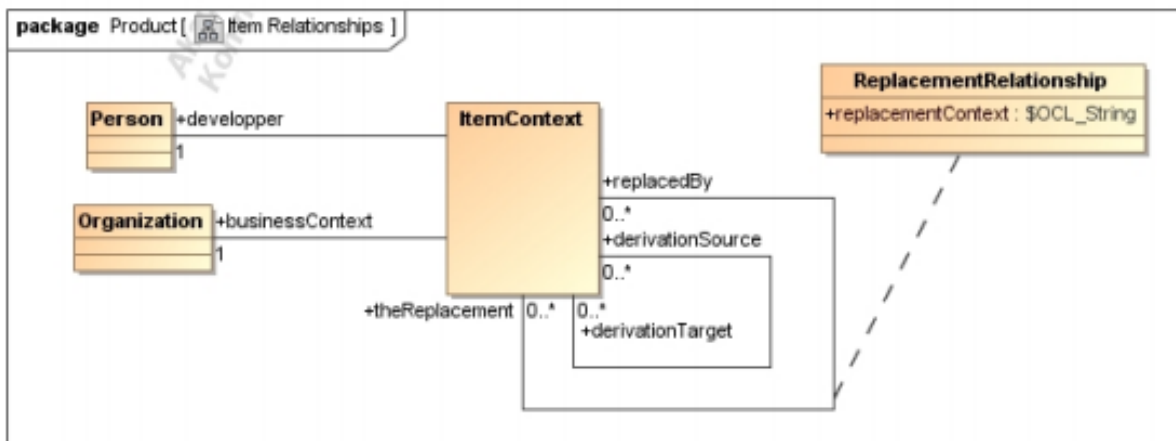 package Product [ Item Relationships ]
ReplacementRelationship
+replacementContext : $OCL_String
Person
+developper
1
ItemContext
+replacedBy
0..*
Organization
+businessContext
1
+derivationSource
0..*
+theReplacement
0..*
0..*
+derivationTarget